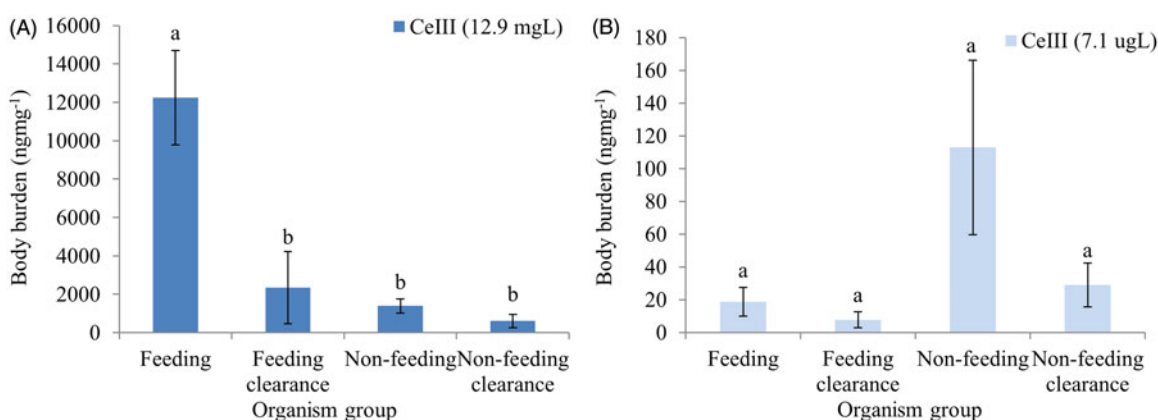 (A)
CeIII (12.9 mgL)
Body burden (ngmg-1)
16000
14000
12000
10000
8000
6000
4000
2000
0
a
b
b
b
Feeding
Feeding clearance
Non-feeding
Non-feeding clearance
Organism group
(B)
CeIII (7.1 ugL)
Body burden (ngmg-1)
180
160
140
120
100
80
60
40
20
0
a
a
a
a
Feeding
Feeding clearance
Non-feeding
Non-feeding clearance
Organism group